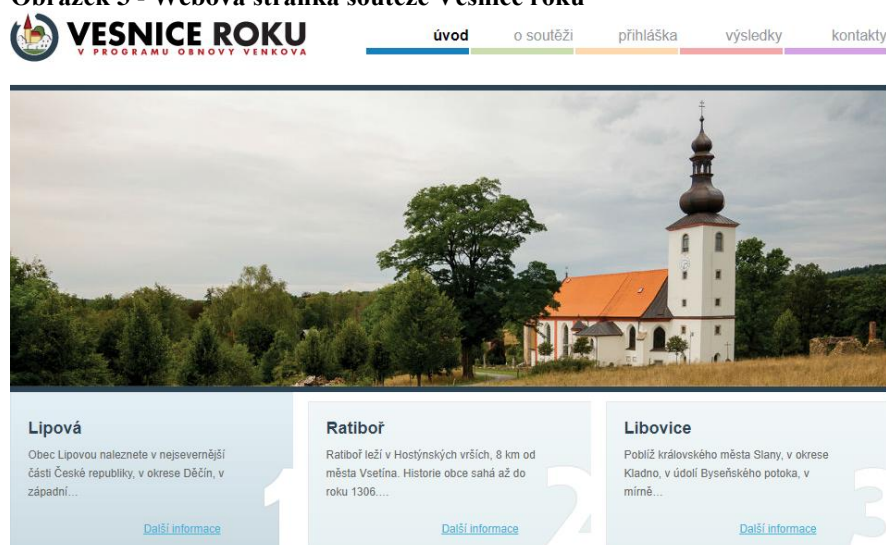 Obrázek 3 - Webová stránka soutěže Vesnice roku
VESNICE ROKU
V PROGRAMU OBNOVY VENKOVA
úvod
o soutěži
přihláška
výsledky
kontakty
Lipová
Obec Lipovou naleznete v nejsevernější
části České republiky, v okrese Děčín, v
západní...
Další informace
1
Ratiboř
Ratiboř leží v Hostýnských vrších, 8 km od
města Vsetína. Historie obce sahá až do
roku 1306....
Další informace
2
Libovice
Poblíž královského města Slany, v okrese
Kladno, v údolí Byseňského potoka, v
mírně...
Další informace
3